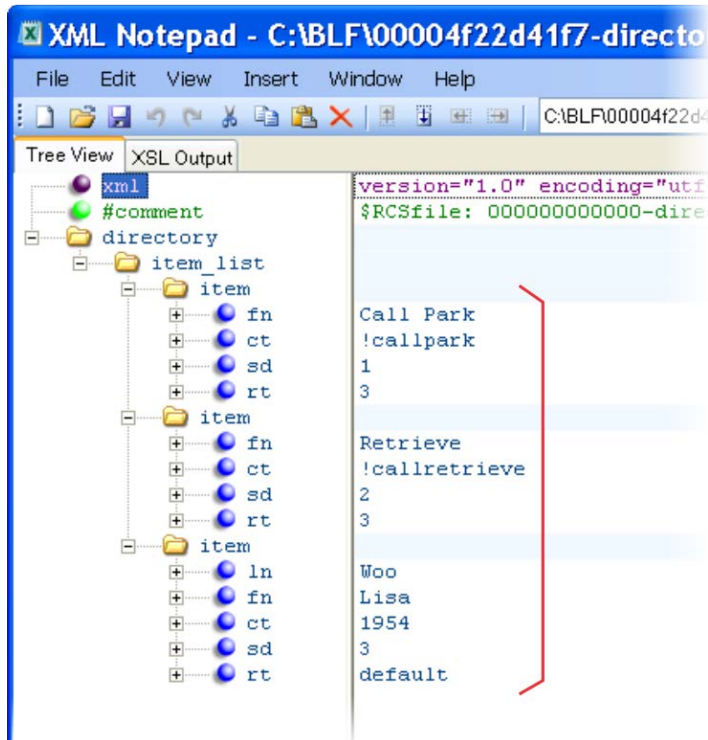 XML Notepad - C:\BLF\00004f22d41f7-directo
File Edit View Insert Window Help
C:\BLF\00004f22d4
Tree View XSL Output
xml version="1.0" encoding="utf
#comment $RCSfile: 000000000000-dire
directory
item_list
item
fn Call Park
ct !callpark
sd 1
rt 3
item
fn Retrieve
ct !callretrieve
sd 2
rt 3
item
ln Woo
fn Lisa
ct 1954
sd 3
rt default